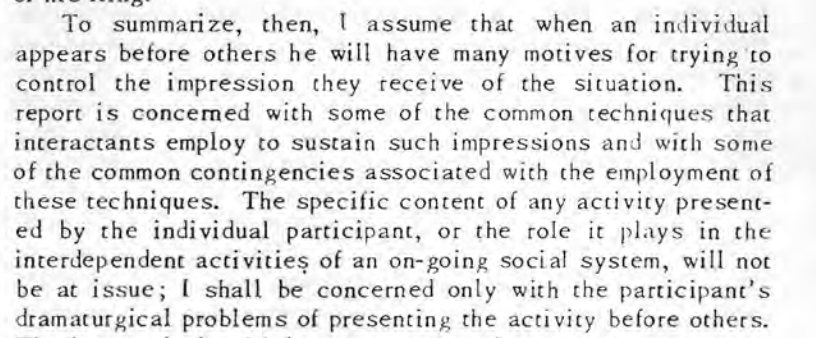 To summarize, then, I assume that when an individual
appears before others he will have many motives for trying to
control the impression they receive of the situation. This
report is concerned with some of the common techniques that
interactants employ to sustain such impressions and with some
of the common contingencies associated with the employment of
these techniques. The specific content of any activity present-
ed by the individual participant, or the role it plays in the
interdependent activities of an on-going social system, will not
be at issue; I shall be concerned only with the participant's
dramaturgical problems of presenting the activity before others.